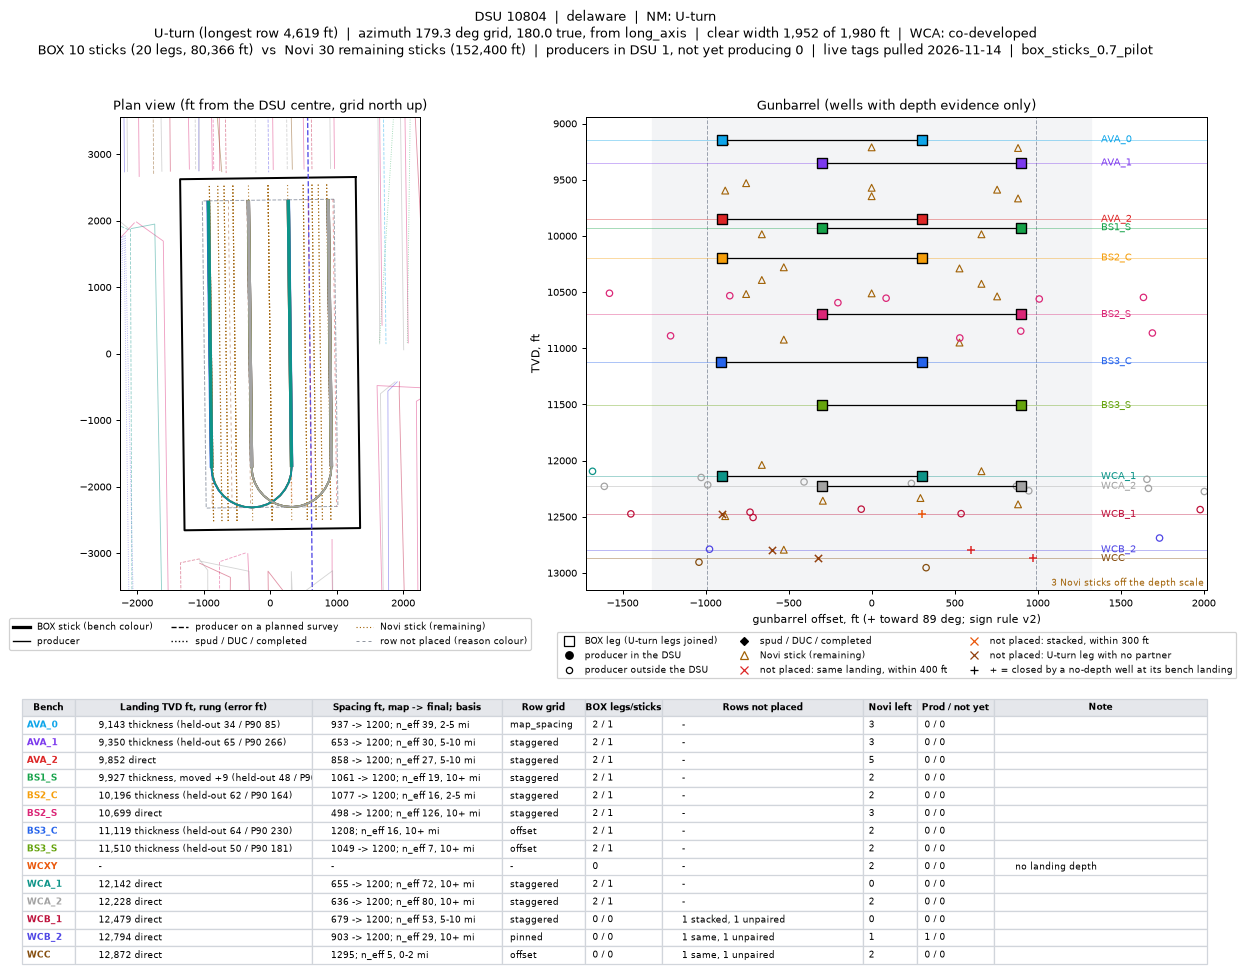 DSU 10804 | delaware | NM: U-turn
U-turn (longest row 4,619 ft) | azimuth 179.3 deg grid, 180.0 true, from long_axis | clear width 1,952 of 1,980 ft | WCA: co-developed
BOX 10 sticks (20 legs, 80,366 ft) vs Novi 30 remaining sticks (152,400 ft) | producers in DSU 1, not yet producing 0 | live tags pulled 2026-11-14 | box_sticks_0.7_pilot
Plan view (ft from the DSU centre, grid north up)
3000
2000
1000
0
−1000
−2000
−3000
−2000 −1000 0 1000 2000
BOX stick (bench colour)
producer
producer on a planned survey
spud / DUC / completed
Novi stick (remaining)
row not placed (reason colour)
Gunbarrel (wells with depth evidence only)
TVD, ft
9000
9500
10000
10500
11000
11500
12000
12500
13000
AVA_0
AVA_1
AVA_2
BS1_S
BS2_C
BS2_S
BS3_C
BS3_S
WCA_1
WCA_2
WCB_1
WCB_2
WCC
3 Novi sticks off the depth scale
−1500 −1000 −500 0 500 1000 1500 2000
gunbarrel offset, ft (+ toward 89 deg; sign rule v2)
BOX leg (U-turn legs joined)
producer in the DSU
producer outside the DSU
spud / DUC / completed
Novi stick (remaining)
not placed: same landing, within 400 ft
not placed: stacked, within 300 ft
not placed: U-turn leg with no partner
+ = closed by a no-depth well at its bench landing
Bench Landing TVD ft, rung (error ft) Spacing ft, map -> final; basis Row grid BOX legs/sticks Rows not placed Novi left Prod / not yet Note
AVA_0 9,143 thickness (held-out 34 / P90 85) 937 -> 1200; n_eff 39, 2-5 mi map_spacing 2 / 1 - 3 0 / 0
AVA_1 9,350 thickness (held-out 65 / P90 266) 653 -> 1200; n_eff 30, 5-10 mi staggered 2 / 1 - 3 0 / 0
AVA_2 9,852 direct 858 -> 1200; n_eff 27, 5-10 mi staggered 2 / 1 - 5 0 / 0
BS1_S 9,927 thickness, moved +9 (held-out 48 / P9 1061 -> 1200; n_eff 19, 10+ mi staggered 2 / 1 - 2 0 / 0
BS2_C 10,196 thickness (held-out 62 / P90 164) 1077 -> 1200; n_eff 16, 2-5 mi staggered 2 / 1 - 2 0 / 0
BS2_S 10,699 direct 498 -> 1200; n_eff 126, 10+ mi staggered 2 / 1 - 3 0 / 0
BS3_C 11,119 thickness (held-out 64 / P90 230) 1208; n_eff 16, 10+ mi offset 2 / 1 - 2 0 / 0
BS3_S 11,510 thickness (held-out 50 / P90 181) 1049 -> 1200; n_eff 7, 10+ mi offset 2 / 1 - 2 0 / 0
WCXY - - - 0 2 0 / 0 no landing depth
WCA_1 12,142 direct 655 -> 1200; n_eff 72, 10+ mi staggered 2 / 1 - 0 0 / 0
WCA_2 12,228 direct 636 -> 1200; n_eff 80, 10+ mi staggered 2 / 1 - 2 0 / 0
WCB_1 12,479 direct 679 -> 1200; n_eff 53, 5-10 mi staggered 0 / 0 1 stacked, 1 unpaired 0 0 / 0
WCB_2 12,794 direct 903 -> 1200; n_eff 29, 10+ mi pinned 0 / 0 1 same, 1 unpaired 1 1 / 0
WCC 12,872 direct 1295; n_eff 5, 0-2 mi offset 0 / 0 1 same, 1 unpaired 2 0 / 0